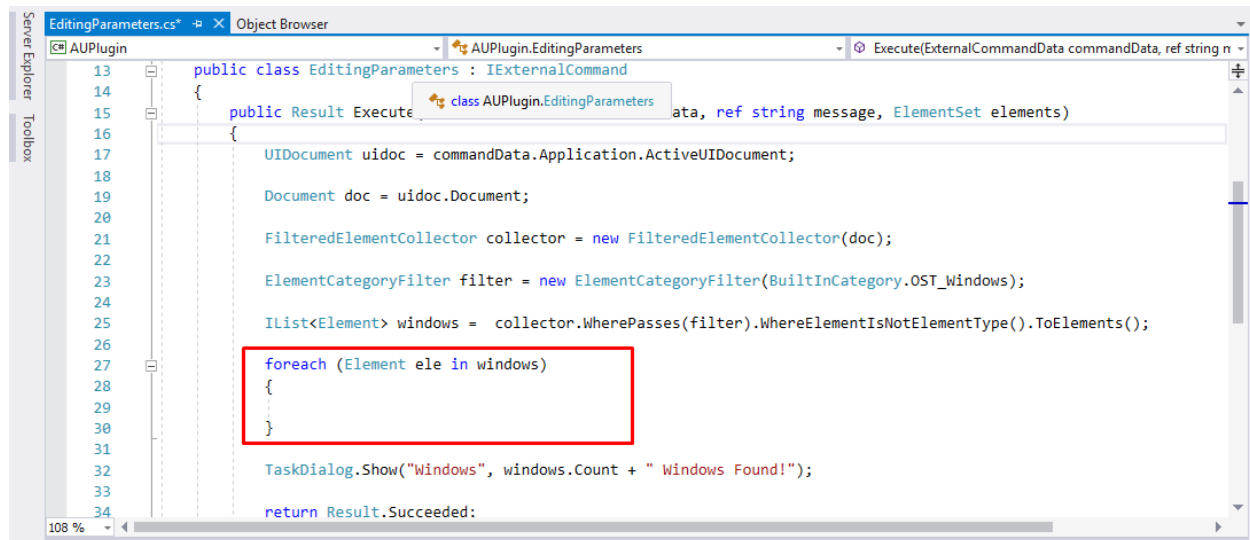 Server Explorer
Toolbox
EditingParameters.cs*
Object Browser
C# AUPlugin
AUPlugin.EditingParameters
Execute(ExternalCommandData commandData, ref string
13 public class EditingParameters : IExternalCommand
14 {
class AUPlugin.EditingParameters
15 public Result Execute ata, ref string message, ElementSet elements)
16 {
17 UIDocument uidoc = commandData.Application.ActiveUIDocument;
18
19 Document doc = uidoc.Document;
20
21 FilteredElementCollector collector = new FilteredElementCollector(doc);
22
23 ElementCategoryFilter filter = new ElementCategoryFilter(BuiltInCategory.OST_Windows);
24
25 IList<Element> windows =  collector.WherePasses(filter).WhereElementIsNotElementType().ToElements();
26
27 foreach (Element ele in windows)
28 {
29
30 }
31
32 TaskDialog.Show("Windows", windows.Count + " Windows Found!");
33
34 return Result.Succeeded;
108 %